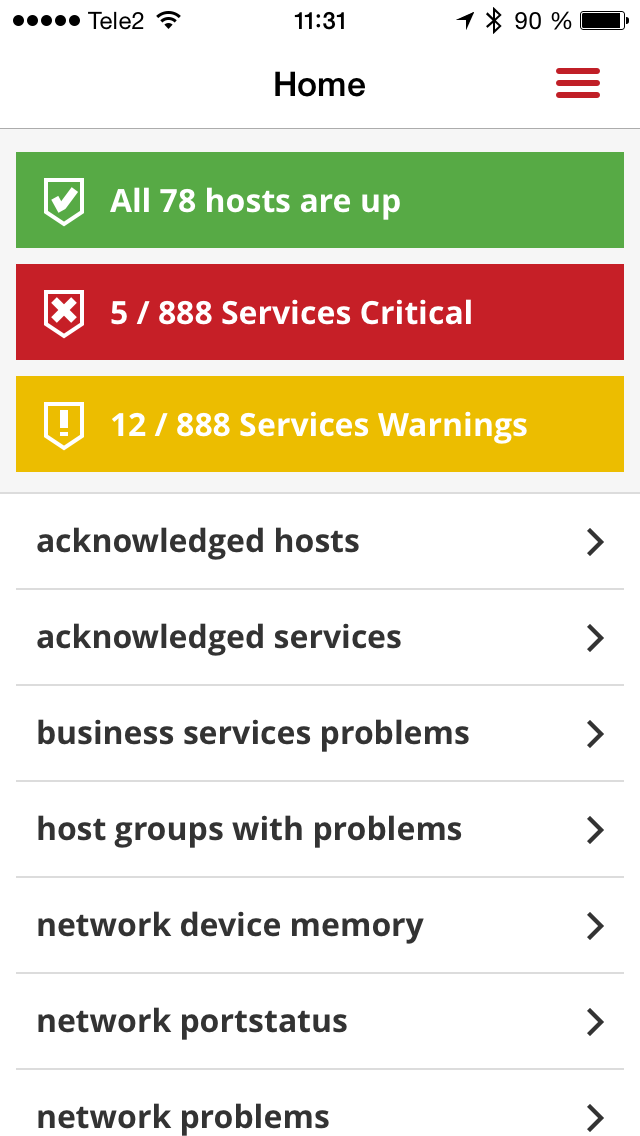 Tele2 11:31 90 %
Home
All 78 hosts are up
5 / 888 Services Critical
12 / 888 Services Warnings
acknowledged hosts
acknowledged services
business services problems
host groups with problems
network device memory
network portstatus
network problems